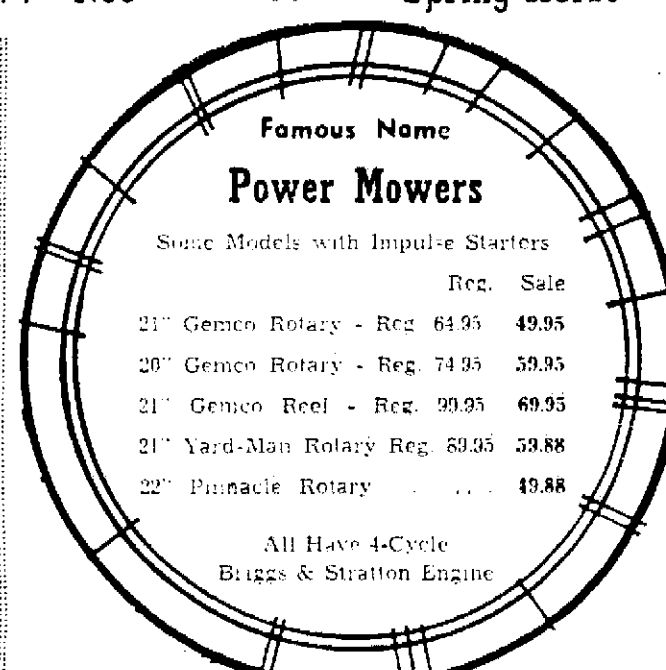 Famous Name
Power Mowers
Some Models with Impulse Starters
Reg. Sale
21" Gemco Rotary - Reg 64.95 49.95
20" Gemco Rotary - Reg. 74.95 59.95
21" Gemco Reel - Reg. 99.95 69.95
21" Yard-Man Rotary Reg. 89.95 59.88
22" Pinnacle Rotary . ... . 49.88
All Have 4-Cycle
Briggs & Stratton Engine